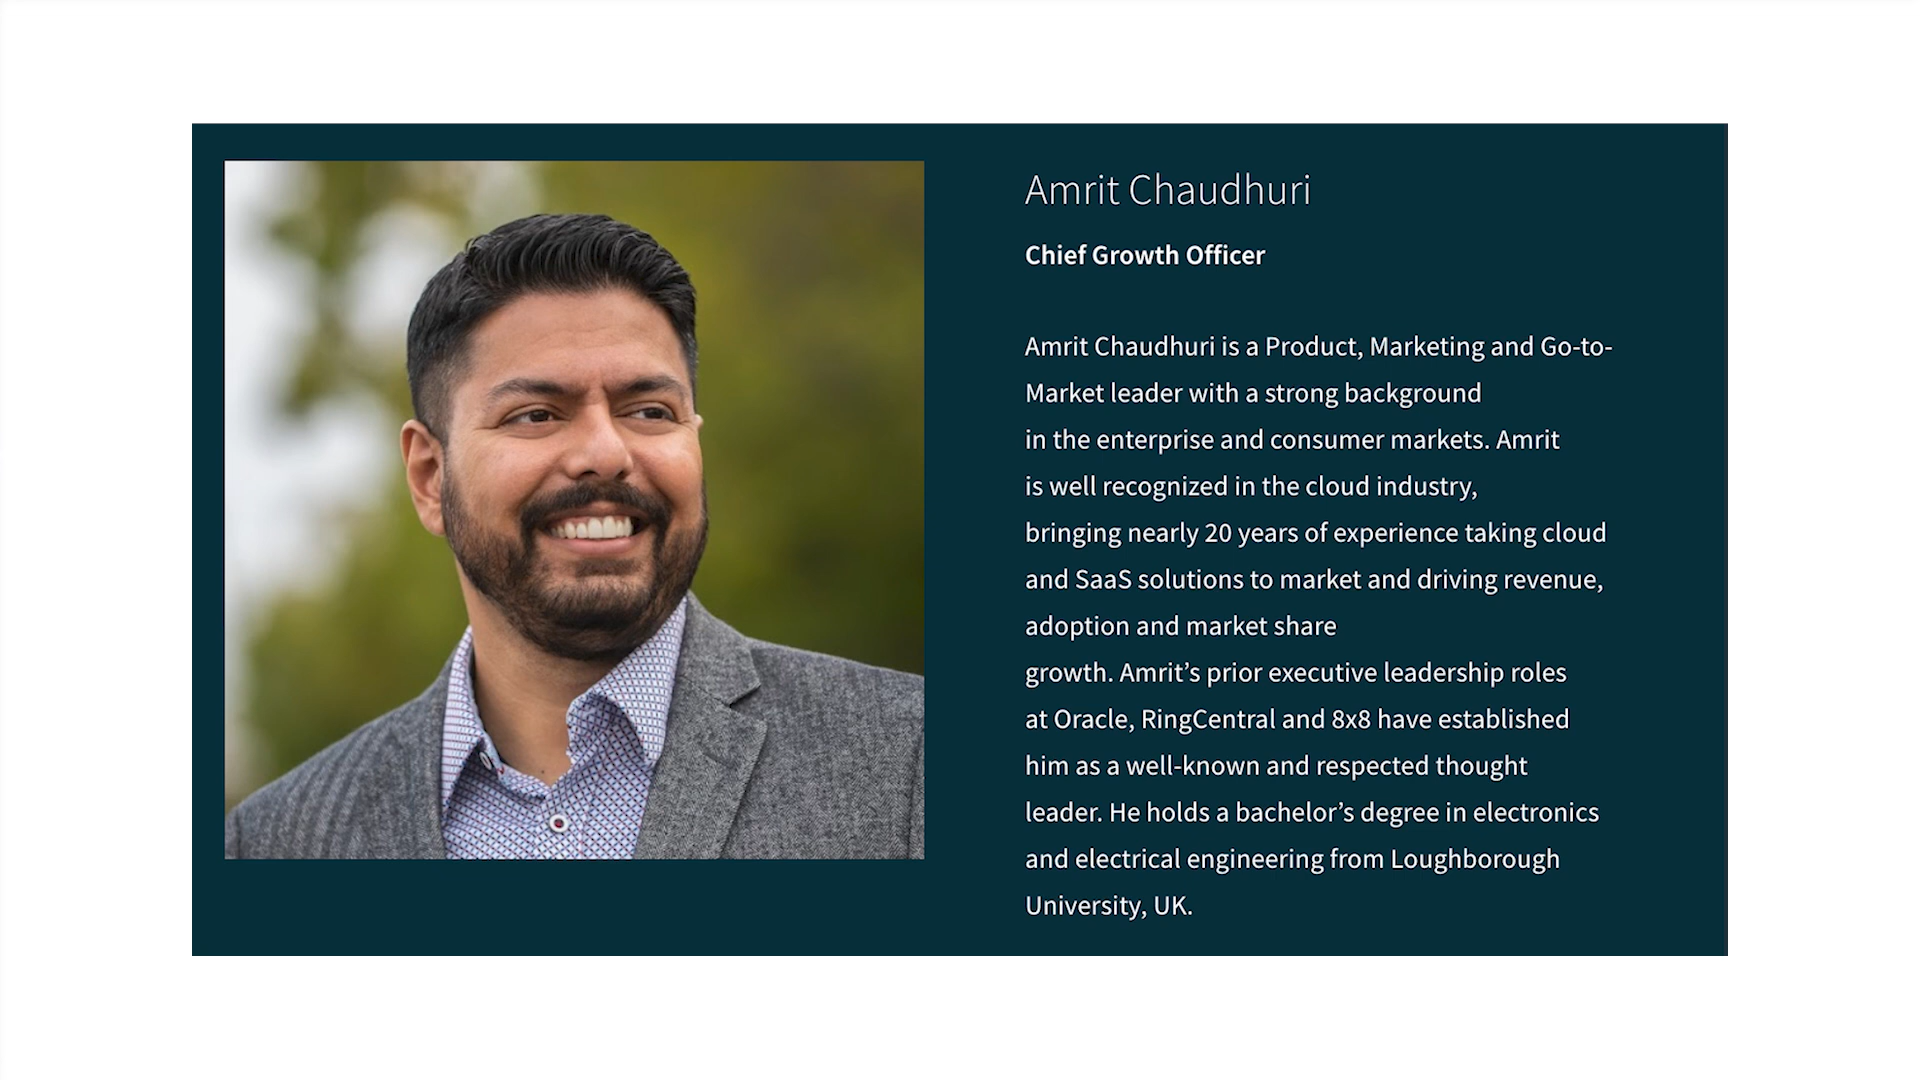 Amrit Chaudhuri
Chief Growth Officer
Amrit Chaudhuri is a Product, Marketing and Go-to-
Market leader with a strong background
in the enterprise and consumer markets. Amrit
is well recognized in the cloud industry,
bringing nearly 20 years of experience taking cloud
and SaaS solutions to market and driving revenue,
adoption and market share
growth. Amrit’s prior executive leadership roles
at Oracle, RingCentral and 8x8 have established
him as a well-known and respected thought
leader. He holds a bachelor’s degree in electronics
and electrical engineering from Loughborough
University, UK.